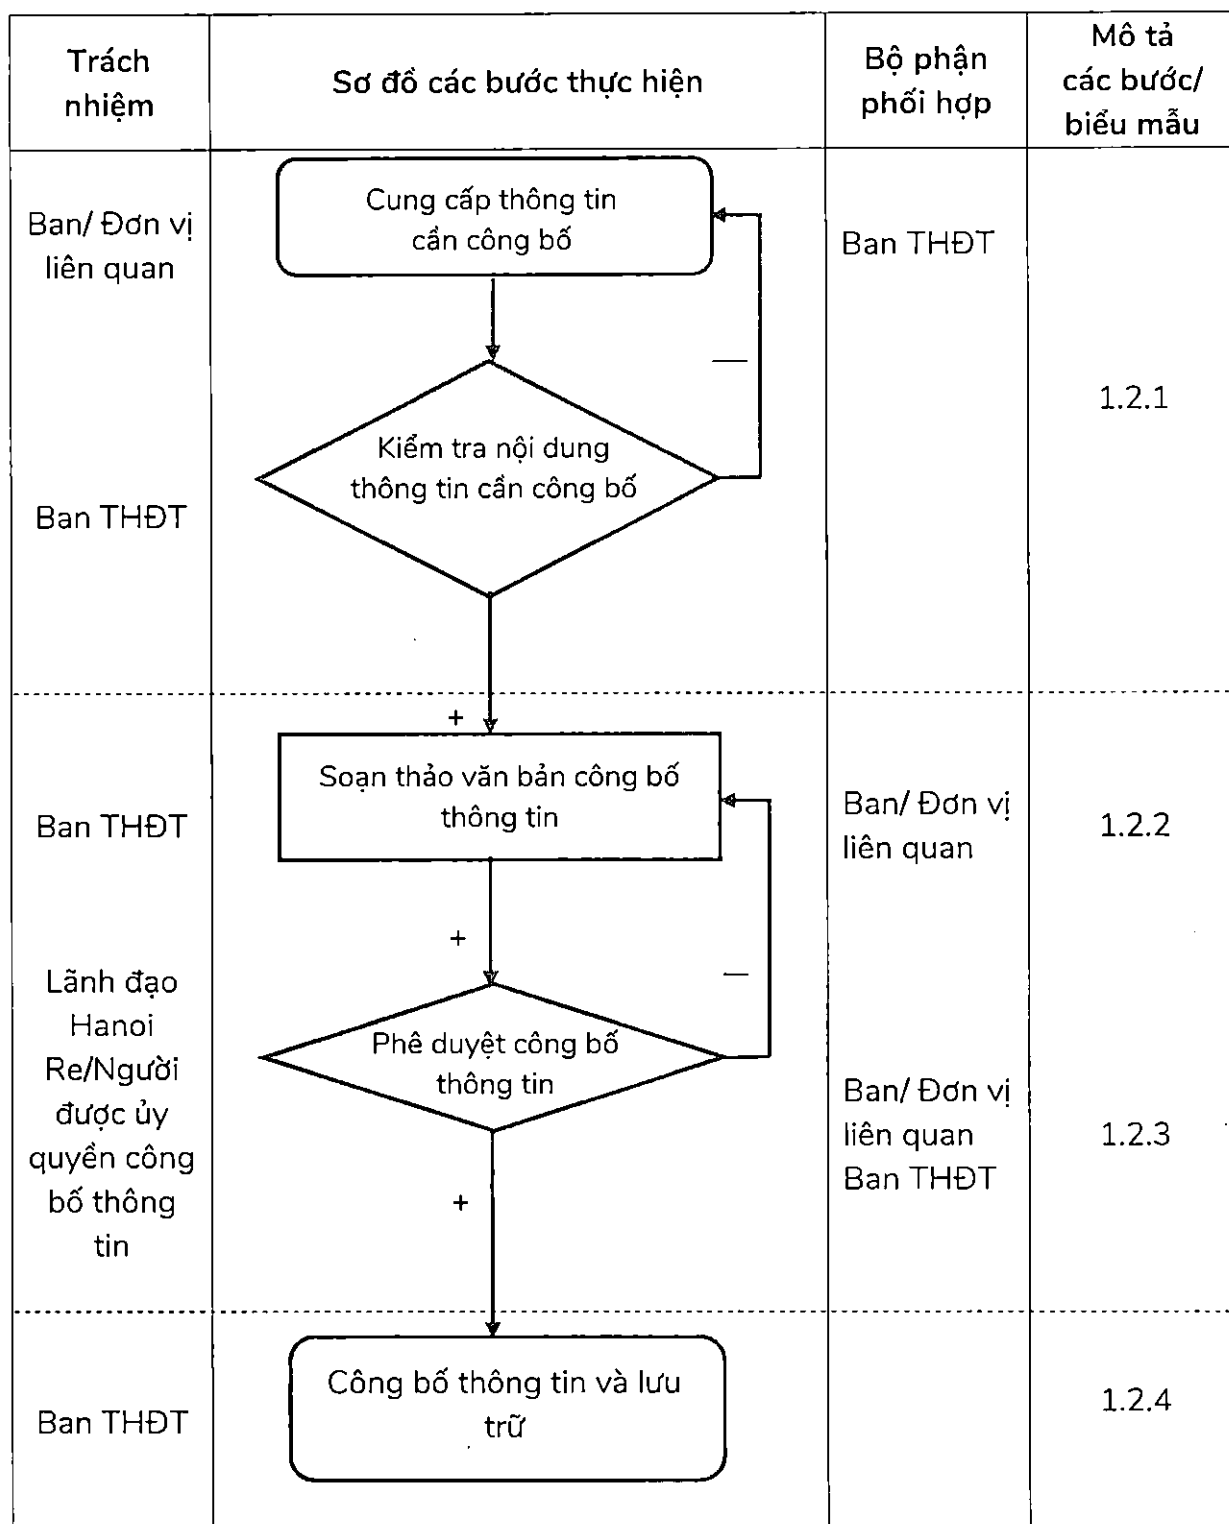 Trách
nhiệm
Sơ đồ các bước thực hiện
Bộ phận
phối hợp
Mô tả
các bước/
biểu mẫu
Ban/ Đơn vị
liên quan
Cung cấp thông tin
cần công bố
Ban THĐT
—
1.2.1
Kiểm tra nội dung
thông tin cần công bố
Ban THĐT
+
Soạn thảo văn bản công bố
thông tin
Ban THĐT
Ban/ Đơn vị
liên quan
1.2.2
+
—
Lãnh đạo
Hanoi
Re/Người
được ủy
quyền công
bố thông
tin
Phê duyệt công bố
thông tin
Ban/ Đơn vị
liên quan
Ban THĐT
1.2.3
+
Công bố thông tin và lưu
trữ
Ban THĐT
1.2.4